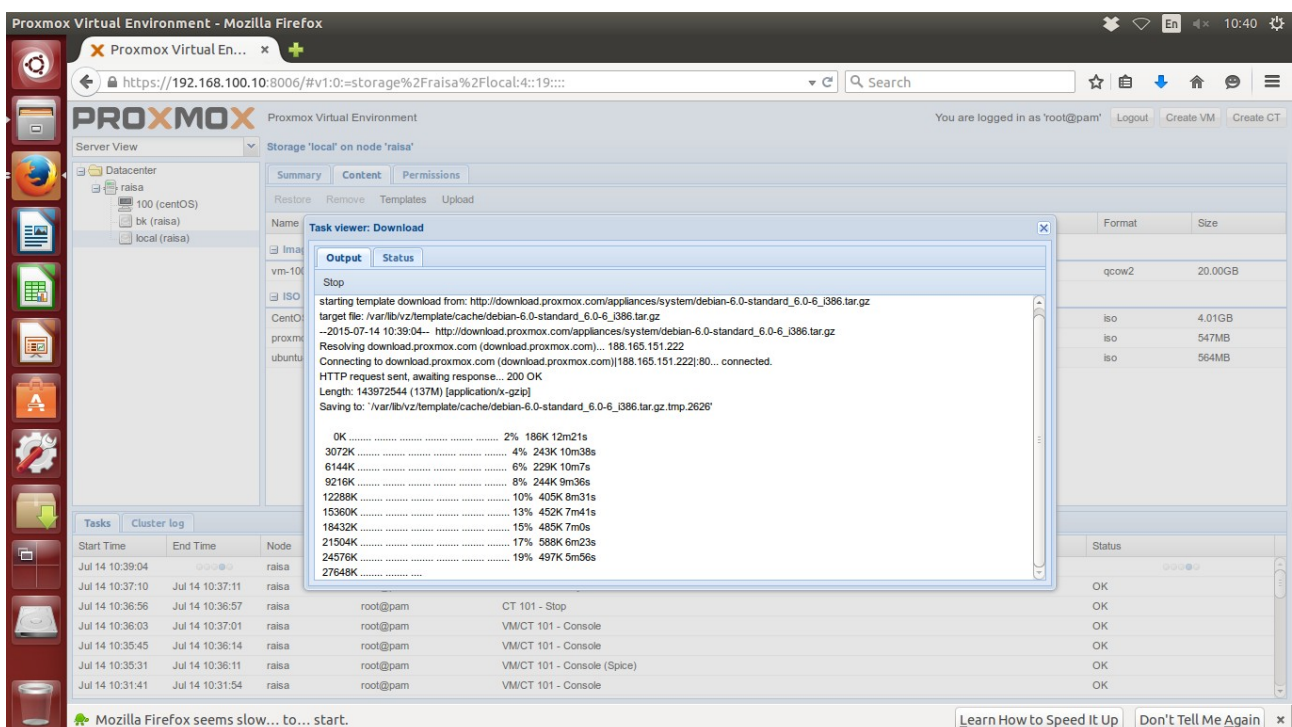 Proxmox Virtual Environment - Mozilla Firefox
En
10:40
Proxmox Virtual En... ×
https://192.168.100.10:8006/#v1:0:=storage%2Fraisa%2Flocal:4::19::::
Search
PROXMOX Proxmox Virtual Environment
You are logged in as 'root@pam' Logout Create VM Create CT
Server View
Storage 'local' on node 'raisa'
Datacenter
raisa
100 (centOS)
bk (raisa)
local (raisa)
Summary Content Permissions
Restore Remove Templates Upload
Name Format Size
Imag
vm-100 qcow2 20.00GB
ISO
CentO iso 4.01GB
proxmo iso 547MB
ubuntu iso 564MB
Task viewer: Download
Output Status
Stop
starting template download from: http://download.proxmox.com/appliances/system/debian-6.0-standard_6.0-6_i386.tar.gz
target file: /var/lib/vz/template/cache/debian-6.0-standard_6.0-6_i386.tar.gz
--2015-07-14 10:39:04-- http://download.proxmox.com/appliances/system/debian-6.0-standard_6.0-6_i386.tar.gz
Resolving download.proxmox.com (download.proxmox.com)... 188.165.151.222
Connecting to download.proxmox.com (download.proxmox.com)|188.165.151.222|:80... connected.
HTTP request sent, awaiting response... 200 OK
Length: 143972544 (137M) [application/x-gzip]
Saving to: `/var/lib/vz/template/cache/debian-6.0-standard_6.0-6_i386.tar.gz.tmp.2626'
0K ........ ........ ........ ........ ........ ........ 2% 186K 12m21s
3072K ........ ........ ........ ........ ........ ........ 4% 243K 10m38s
6144K ........ ........ ........ ........ ........ ........ 6% 229K 10m7s
9216K ........ ........ ........ ........ ........ ........ 8% 244K 9m36s
12288K ........ ........ ........ ........ ........ ........ 10% 405K 8m31s
15360K ........ ........ ........ ........ ........ ........ 13% 452K 7m41s
18432K ........ ........ ........ ........ ........ ........ 15% 485K 7m0s
21504K ........ ........ ........ ........ ........ ........ 17% 588K 6m23s
24576K ........ ........ ........ ........ ........ ........ 19% 497K 5m56s
27648K ........ ........ ....
Tasks Cluster log
Start Time End Time Node Status
Jul 14 10:39:04 raisa
Jul 14 10:37:10 Jul 14 10:37:11 raisa OK
Jul 14 10:36:56 Jul 14 10:36:57 raisa root@pam CT 101 - Stop OK
Jul 14 10:36:03 Jul 14 10:37:01 raisa root@pam VM/CT 101 - Console OK
Jul 14 10:35:45 Jul 14 10:36:14 raisa root@pam VM/CT 101 - Console OK
Jul 14 10:35:31 Jul 14 10:36:11 raisa root@pam VM/CT 101 - Console (Spice) OK
Jul 14 10:31:41 Jul 14 10:31:54 raisa root@pam VM/CT 101 - Console OK
Mozilla Firefox seems slow... to... start. Learn How to Speed It Up Don't Tell Me Again ×